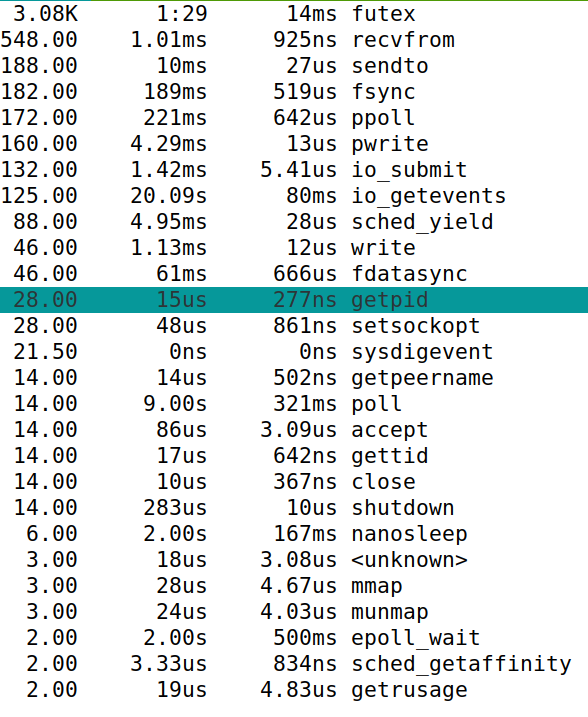 3.08K 1:29 14ms futex
548.00 1.01ms 925ns recvfrom
188.00 10ms 27us sendto
182.00 189ms 519us fsync
172.00 221ms 642us ppoll
160.00 4.29ms 13us pwrite
132.00 1.42ms 5.41us io_submit
125.00 20.09s 80ms io_getevents
88.00 4.95ms 28us sched_yield
46.00 1.13ms 12us write
46.00 61ms 666us fdatasync
28.00 15us 277ns getpid
28.00 48us 861ns setsockopt
21.50 0ns 0ns sysdigevent
14.00 14us 502ns getpeername
14.00 9.00s 321ms poll
14.00 86us 3.09us accept
14.00 17us 642ns gettid
14.00 10us 367ns close
14.00 283us 10us shutdown
6.00 2.00s 167ms nanosleep
3.00 18us 3.08us <unknown>
3.00 28us 4.67us mmap
3.00 24us 4.03us munmap
2.00 2.00s 500ms epoll_wait
2.00 3.33us 834ns sched_getaffinity
2.00 19us 4.83us getrusage